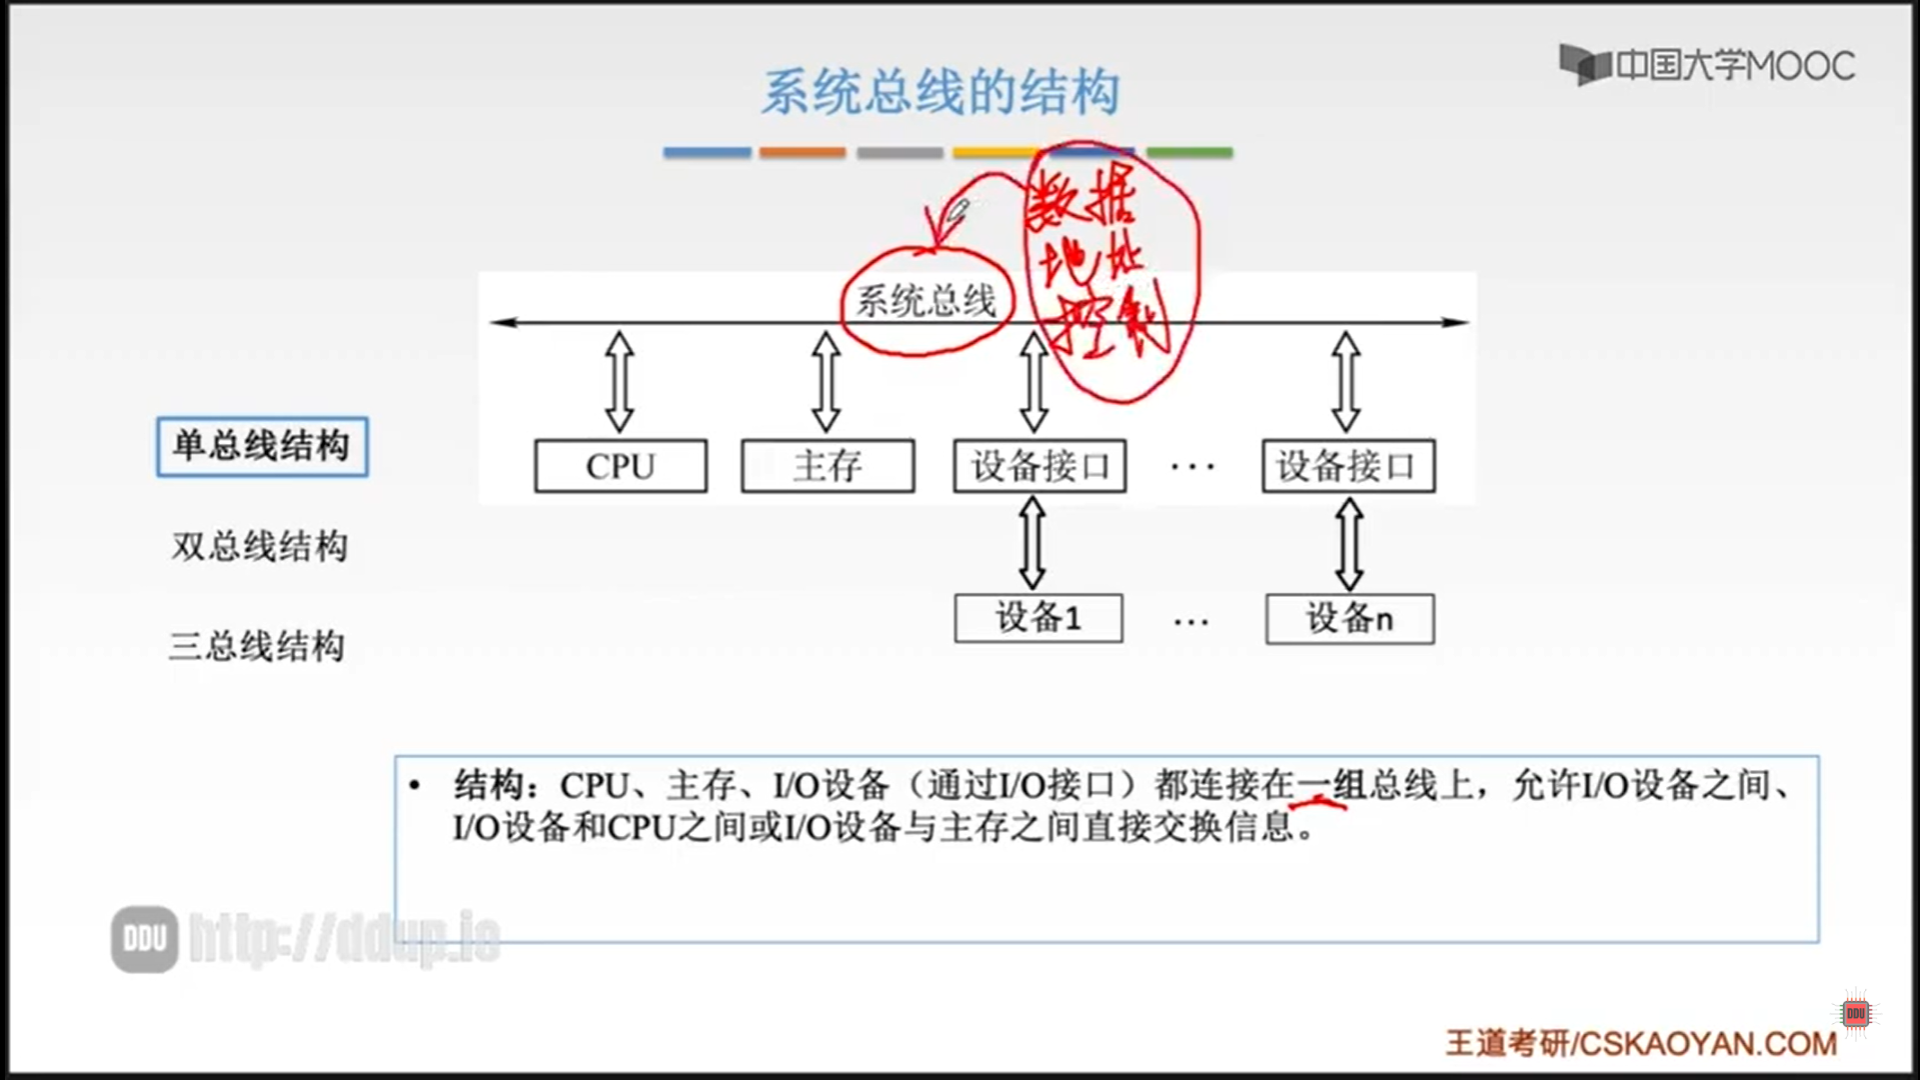 中国大学MOOC
系统总线的结构
数据
地址
控制
系统总线
CPU
主存
设备接口
...
设备接口
单总线结构
双总线结构
三总线结构
设备1
...
设备n
• 结构：CPU、主存、I/O设备（通过I/O接口）都连接在一组总线上，允许I/O设备之间、
I/O设备和CPU之间或I/O设备与主存之间直接交换信息。
DDU http://ddup.io
DDU
王道考研/CSKAOYAN.COM